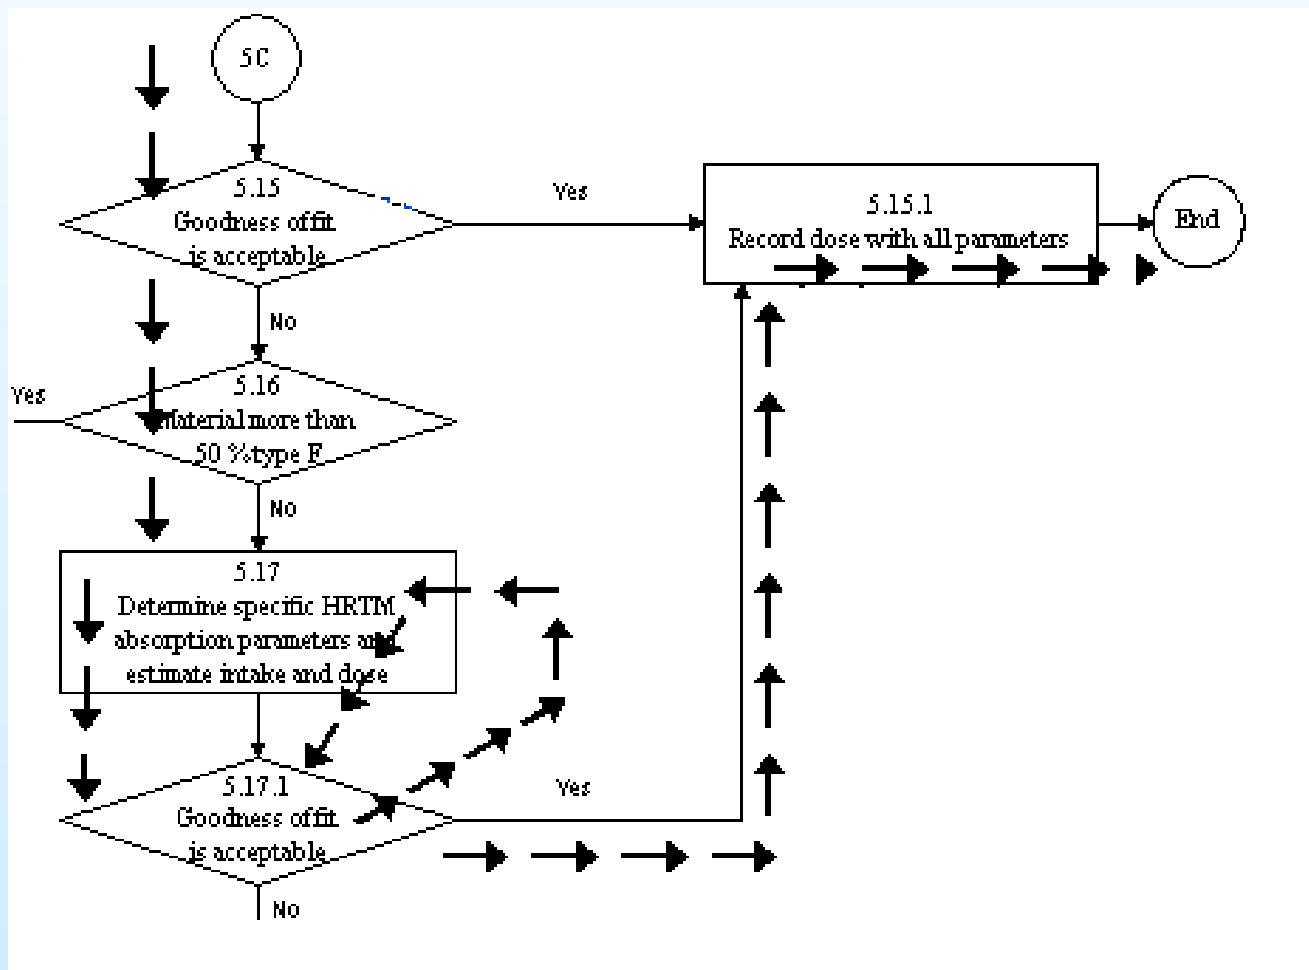 5C
5.15
Goodness of fit
is acceptable
Yes
5.15.1
Record dose with all parameters
End
No
5.16
Material more than
50 % type F
Yes
No
5.17
Determine specific HRTM
absorption parameters and
estimate intake and dose
5.17.1
Goodness of fit
is acceptable
Yes
No